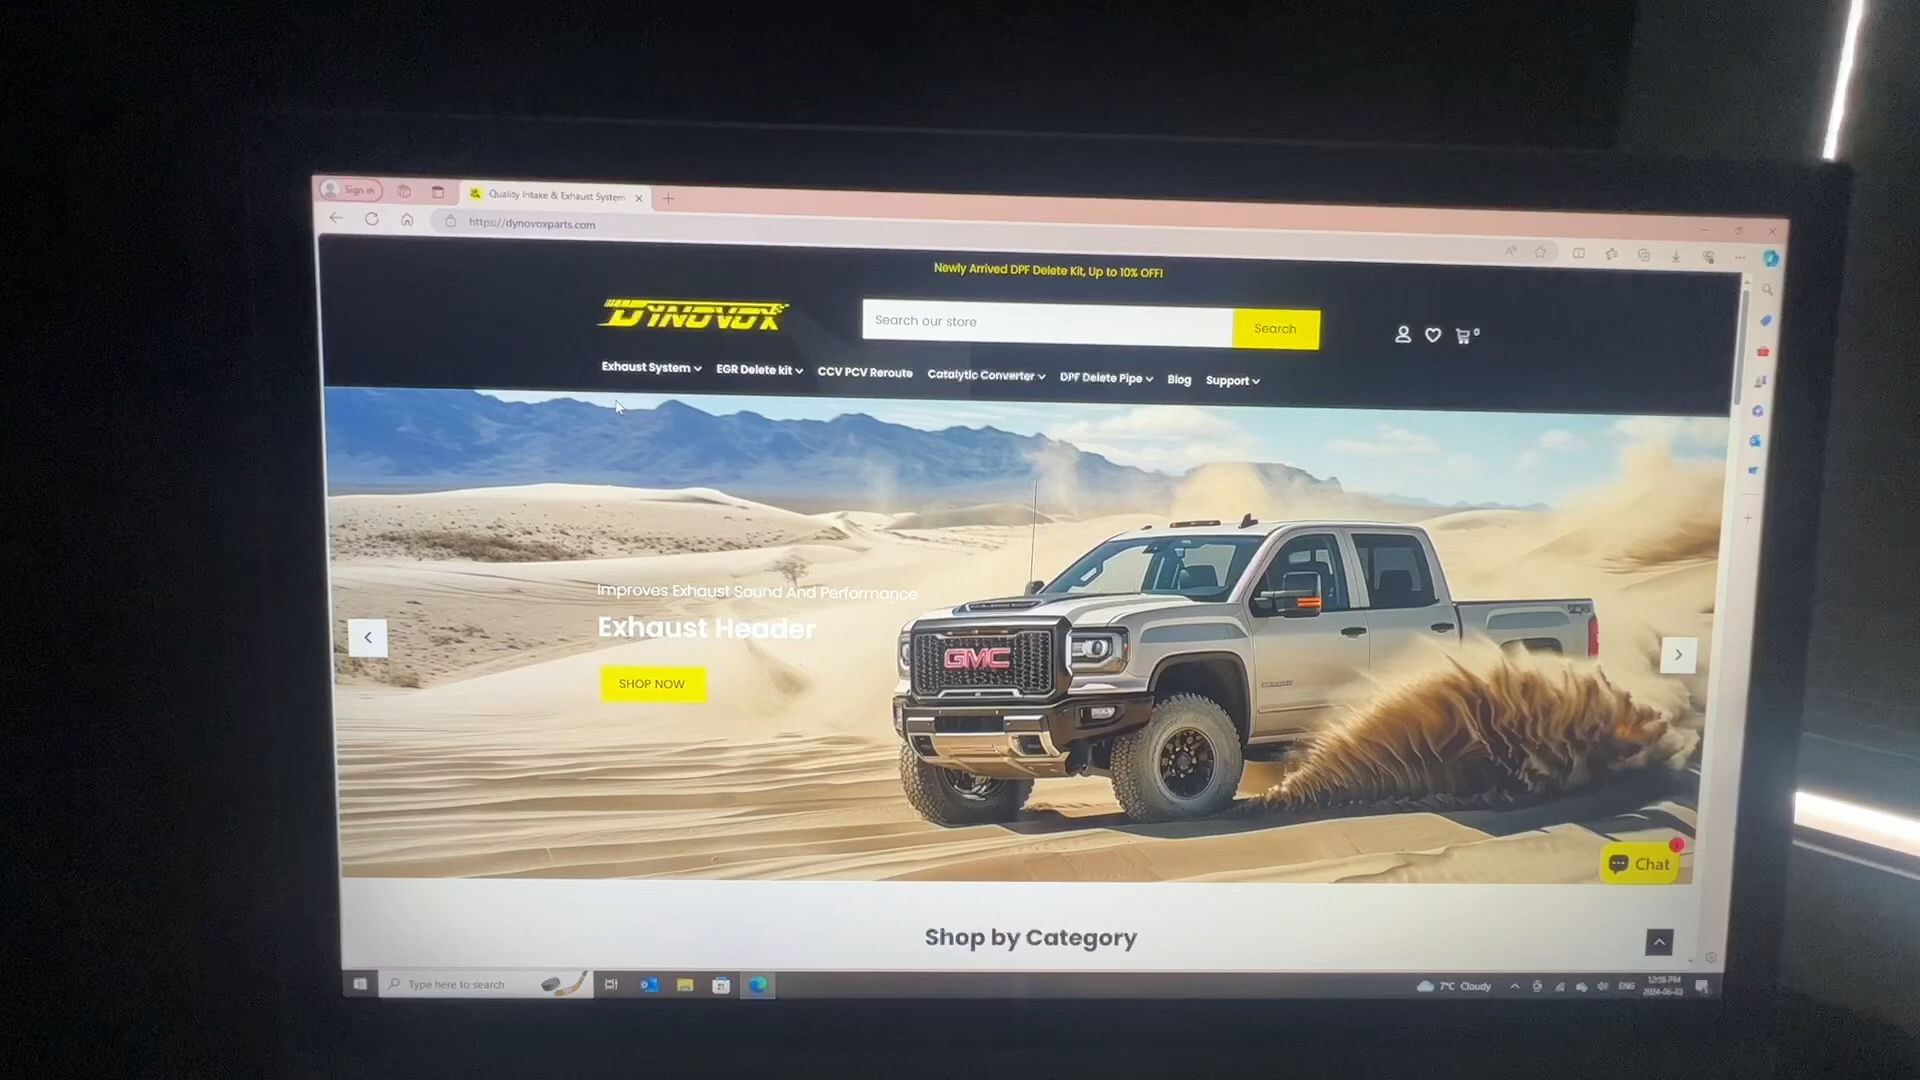 Sign in
Quality Intake & Exhaust System
https://dynovoxparts.com
Newly Arrived DPF Delete Kit, Up to 10% OFF!
DYNOVOX
Search our store
Search
0
Exhaust System
EGR Delete kit
CCV PCV Reroute
Catalytic Converter
DPF Delete Pipe
Blog
Support
Improves Exhaust Sound And Performance
Exhaust Header
SHOP NOW
GMC
1
Chat
Shop by Category
Type here to search
7°C Cloudy
ENG